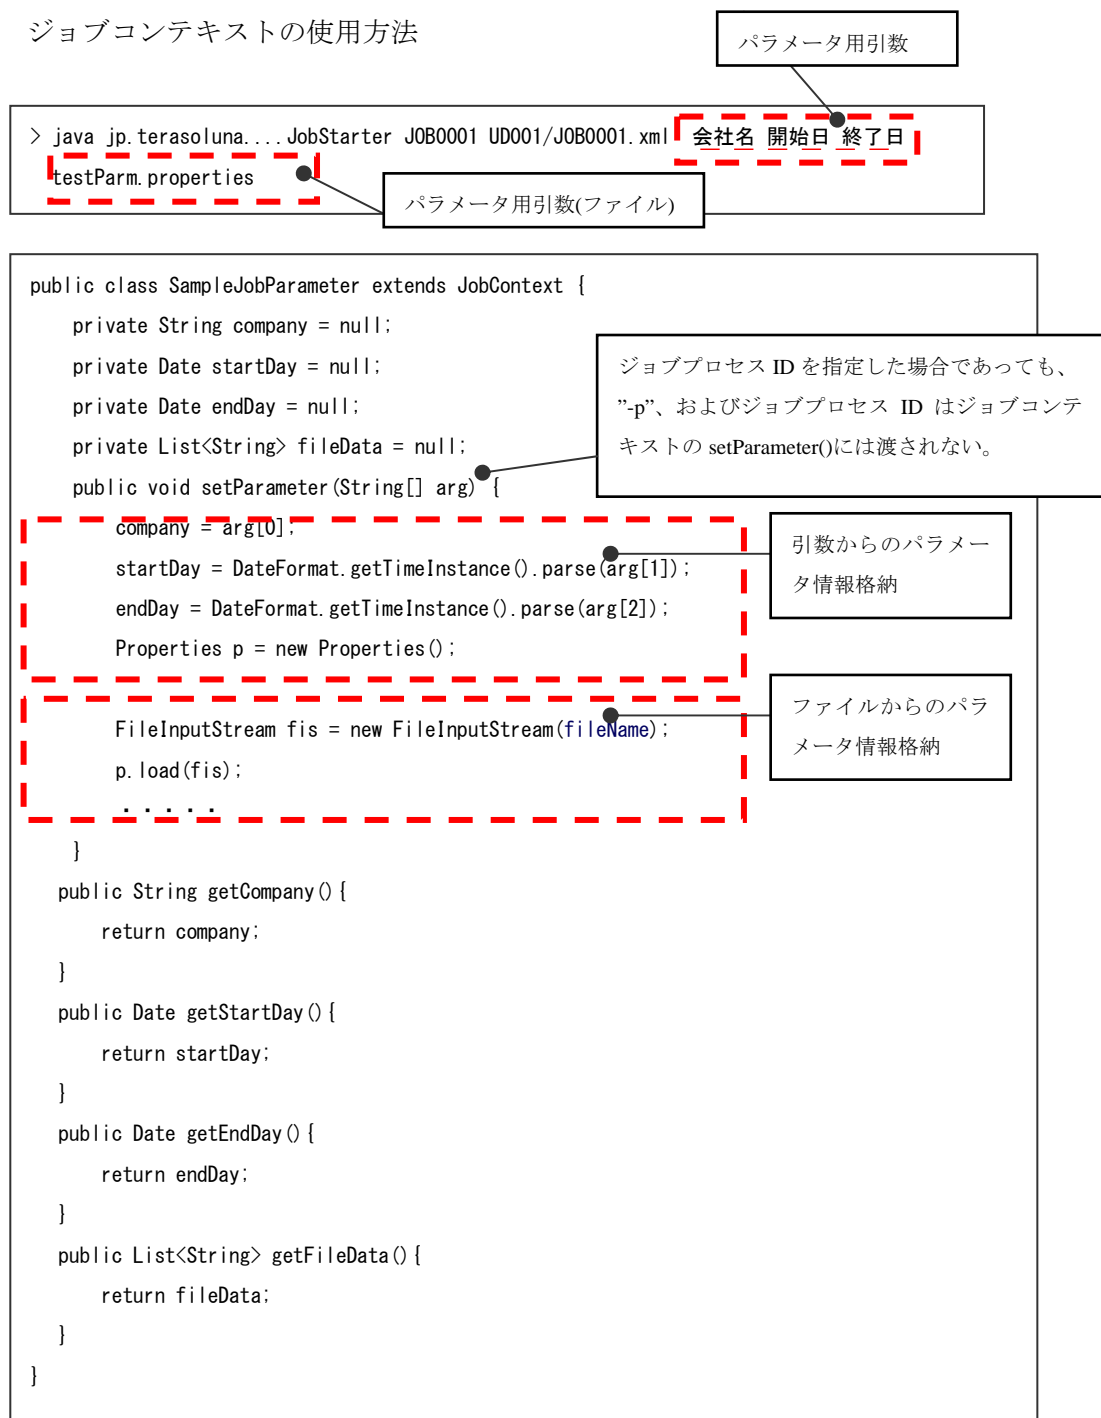 ジョブコンテキストの使用方法
パラメータ用引数
> java jp.terasoluna....JobStarter JOB0001 UD001/JOB0001.xml 会社名 開始日 終了日
testParm.properties
パラメータ用引数(ファイル)
public class SampleJobParameter extends JobContext {
private String company = null;
private Date startDay = null;
private Date endDay = null;
private List<String> fileData = null;
public void setParameter(String[] arg) {
ジョブプロセス ID を指定した場合であっても、
”-p”、およびジョブプロセス ID はジョブコンテ
キストの setParameter()には渡されない。
company = arg[0];
startDay = DateFormat.getTimeInstance().parse(arg[1]);
endDay = DateFormat.getTimeInstance().parse(arg[2]);
Properties p = new Properties();
引数からのパラメー
タ情報格納
FileInputStream fis = new FileInputStream(fileName);
p.load(fis);
・・・・・
ファイルからのパラ
メータ情報格納
}
public String getCompany(){
return company;
}
public Date getStartDay(){
return startDay;
}
public Date getEndDay(){
return endDay;
}
public List<String> getFileData(){
return fileData;
}
}